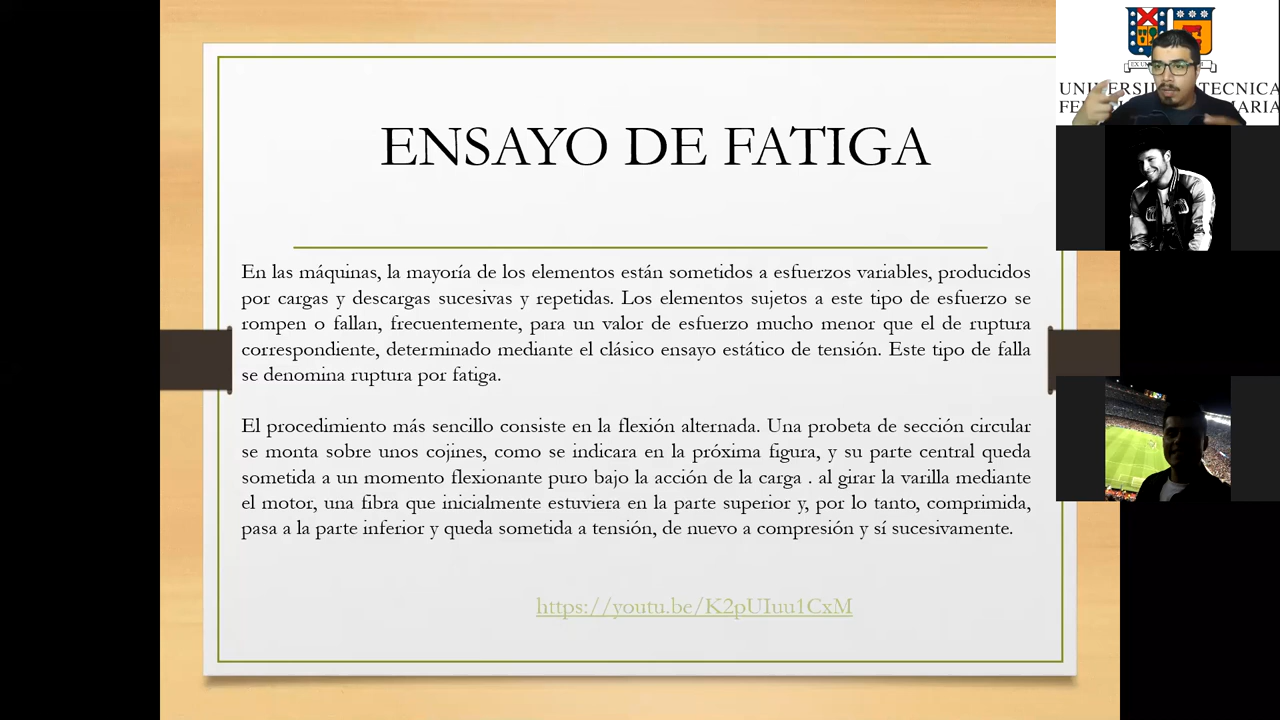 ENSAYO DE FATIGA
En las máquinas, la mayoría de los elementos están sometidos a esfuerzos variables, producidos
por cargas y descargas sucesivas y repetidas. Los elementos sujetos a este tipo de esfuerzo se
rompen o fallan, frecuentemente, para un valor de esfuerzo mucho menor que el de ruptura
correspondiente, determinado mediante el clásico ensayo estático de tensión. Este tipo de falla
se denomina ruptura por fatiga.
El procedimiento más sencillo consiste en la flexión alternada. Una probeta de sección circular
se monta sobre unos cojines, como se indicara en la próxima figura, y su parte central queda
sometida a un momento flexionante puro bajo la acción de la carga . al girar la varilla mediante
el motor, una fibra que inicialmente estuviera en la parte superior y, por lo tanto, comprimida,
pasa a la parte inferior y queda sometida a tensión, de nuevo a compresión y sí sucesivamente.
https://youtu.be/K2pUIuu1CxM